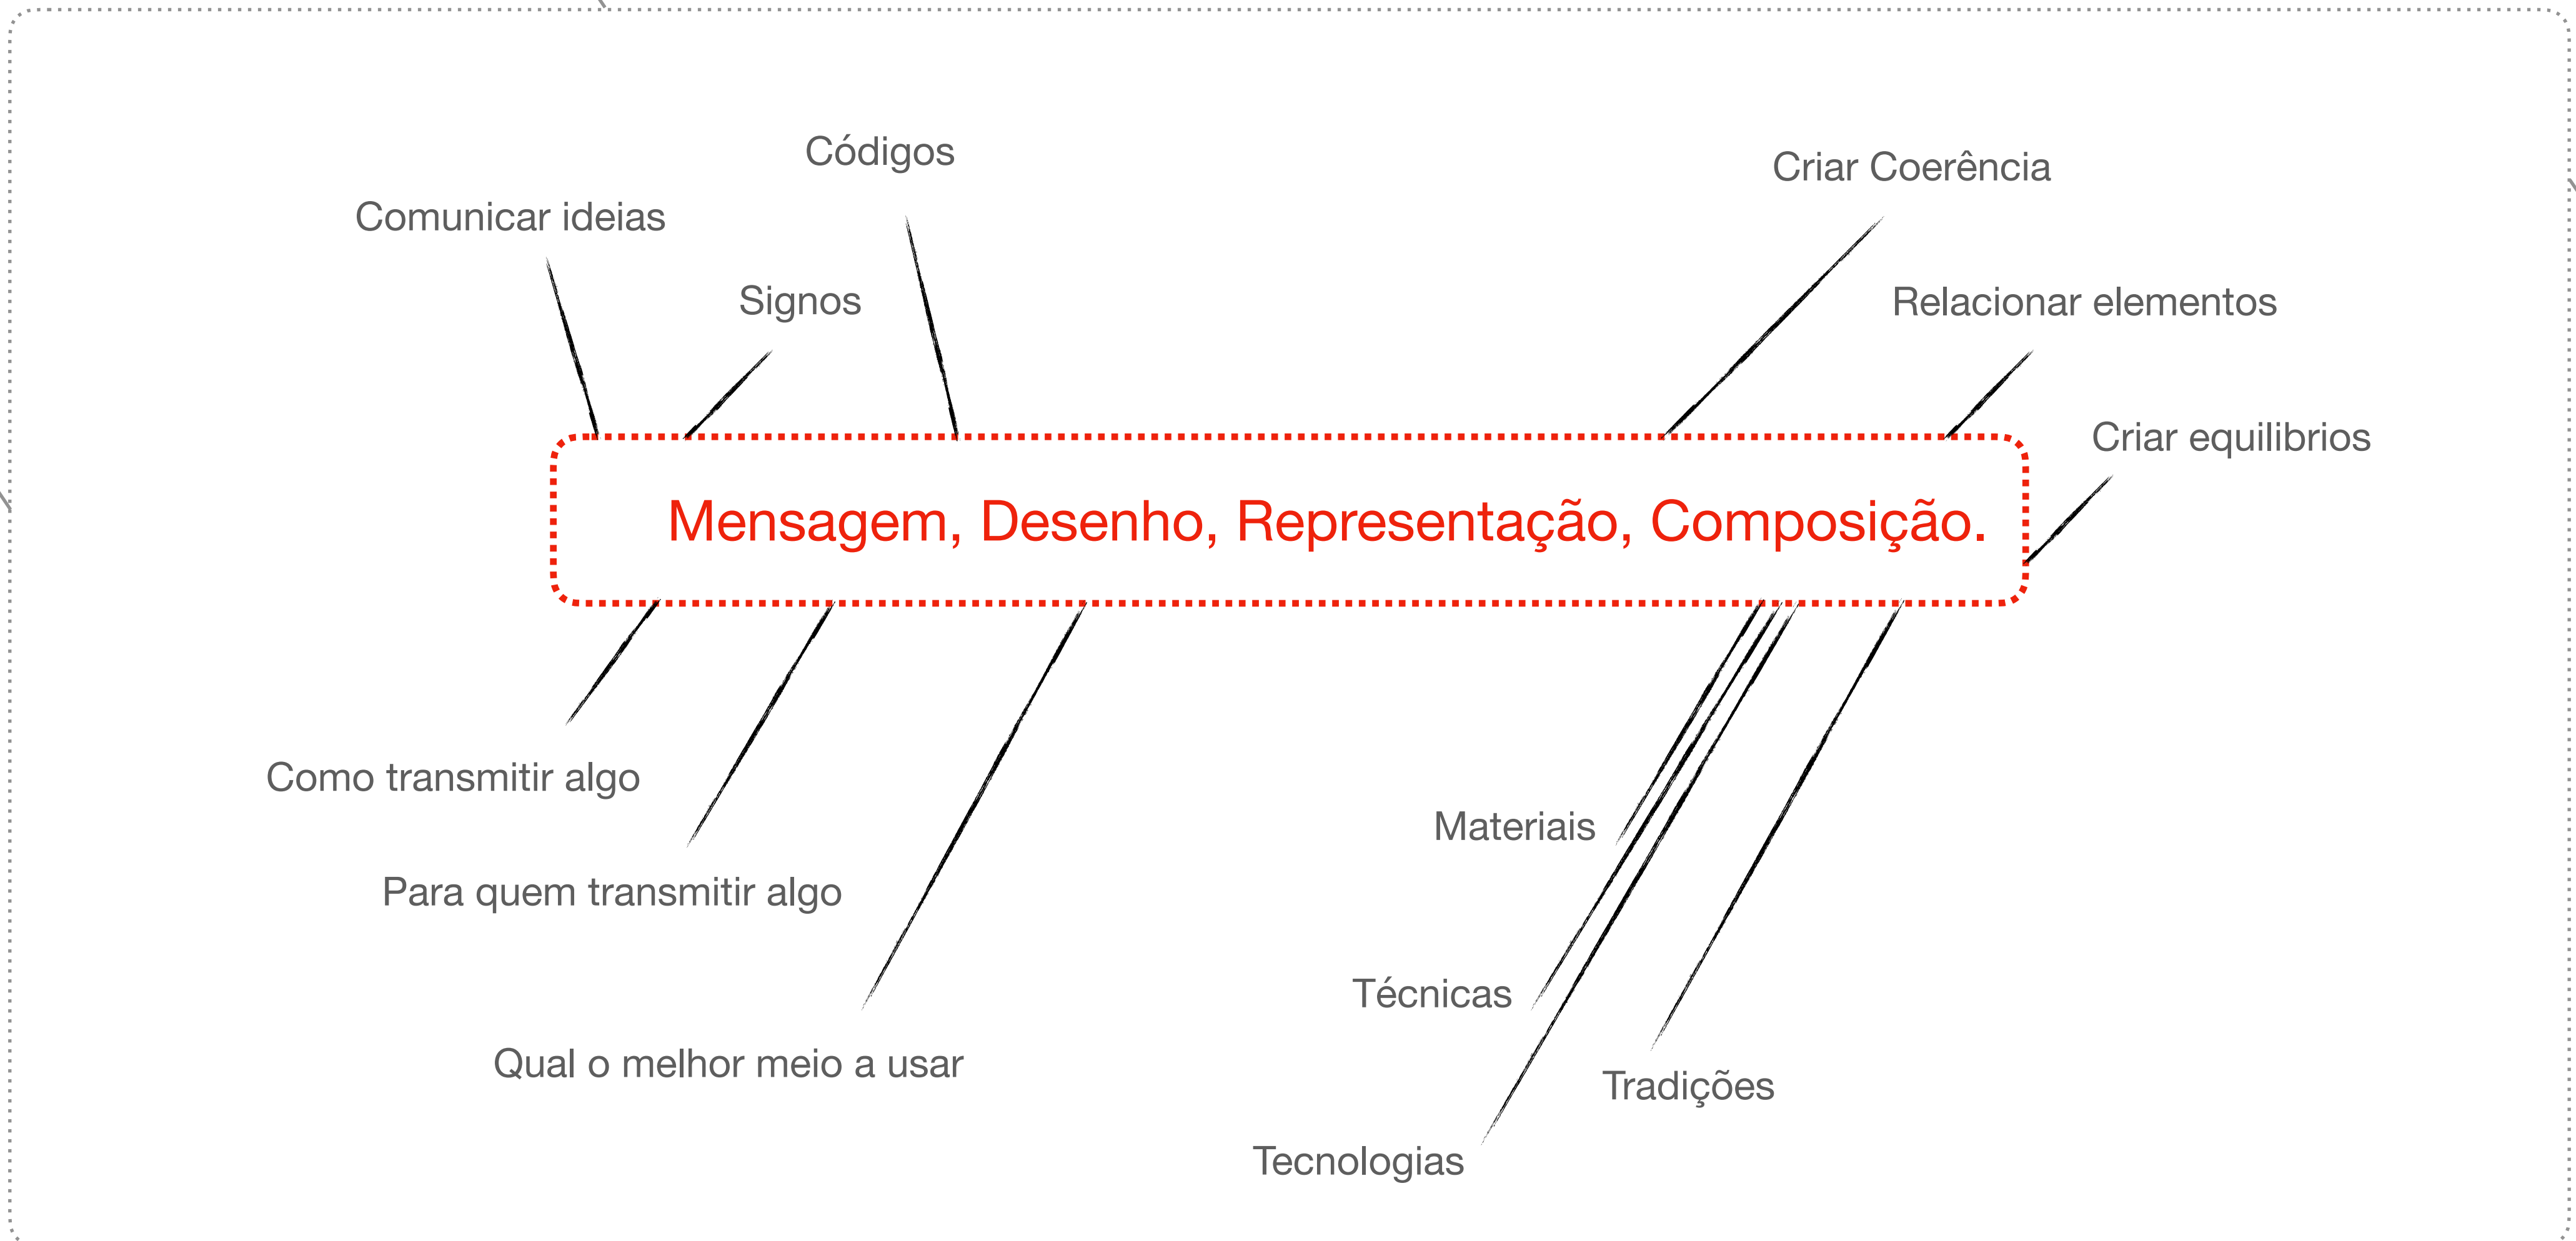 Códigos
Criar Coerência
Comunicar ideias
Signos
Relacionar elementos
Criar equilibrios
Mensagem, Desenho, Representação, Composição.
Como transmitir algo
Materiais
Para quem transmitir algo
Técnicas
Qual o melhor meio a usar
Tradições
Tecnologias